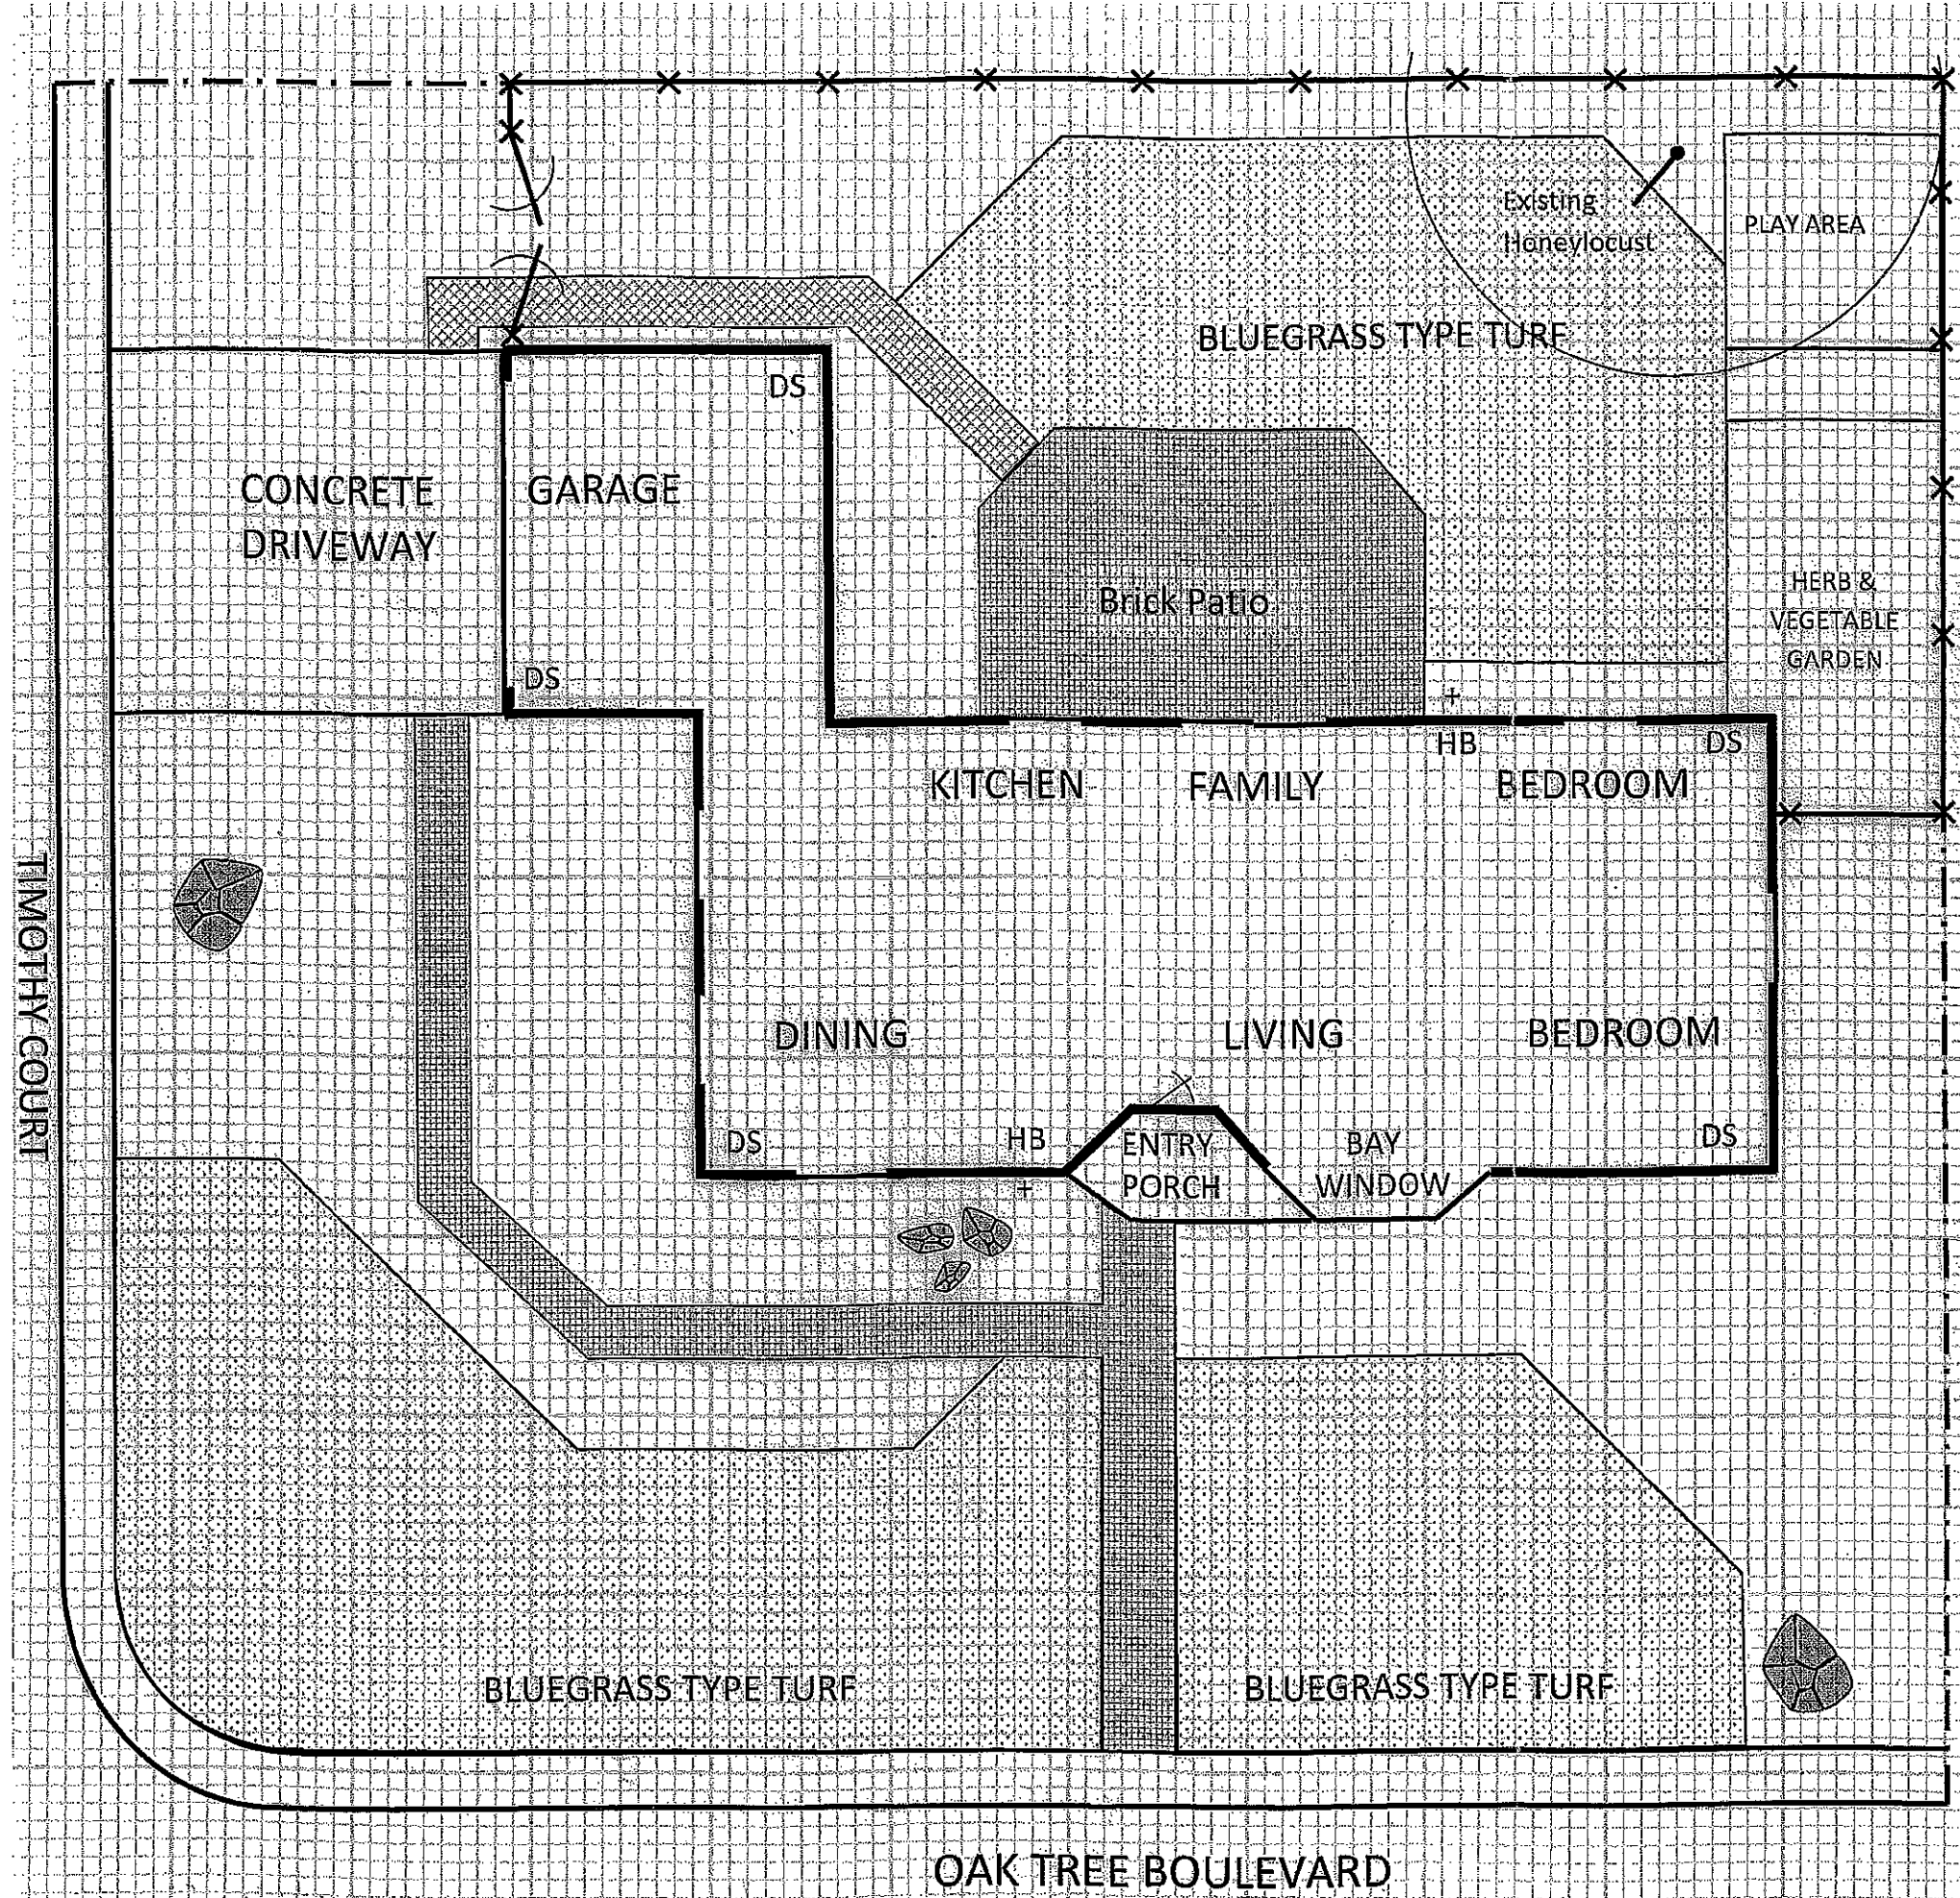 Existing
Honeylocust
PLAY AREA
BLUEGRASS TYPE TURF
DS
CONCRETE
DRIVEWAY
GARAGE
Brick Patio
HERB &
VEGETABLE
GARDEN
DS
HB
DS
KITCHEN
FAMILY
BEDROOM
TIMOTHY COURT
DINING
LIVING
BEDROOM
DS
HB
ENTRY
PORCH
BAY
WINDOW
DS
BLUEGRASS TYPE TURF
BLUEGRASS TYPE TURF
OAK TREE BOULEVARD